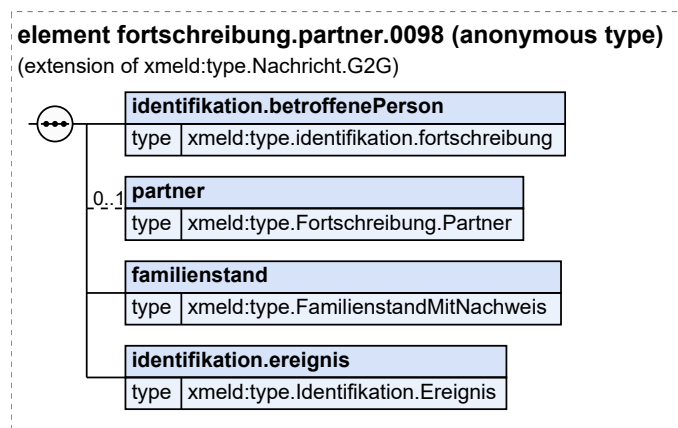 element fortschreibung.partner.0098 (anonymous type)
(extension of xmeld:type.Nachricht.G2G)
identifikation.betroffenePerson
type xmeld:type.identifikation.fortschreibung
0..1 partner
type xmeld:type.Fortschreibung.Partner
familienstand
type xmeld:type.FamilienstandMitNachweis
identifikation.ereignis
type xmeld:type.Identifikation.Ereignis